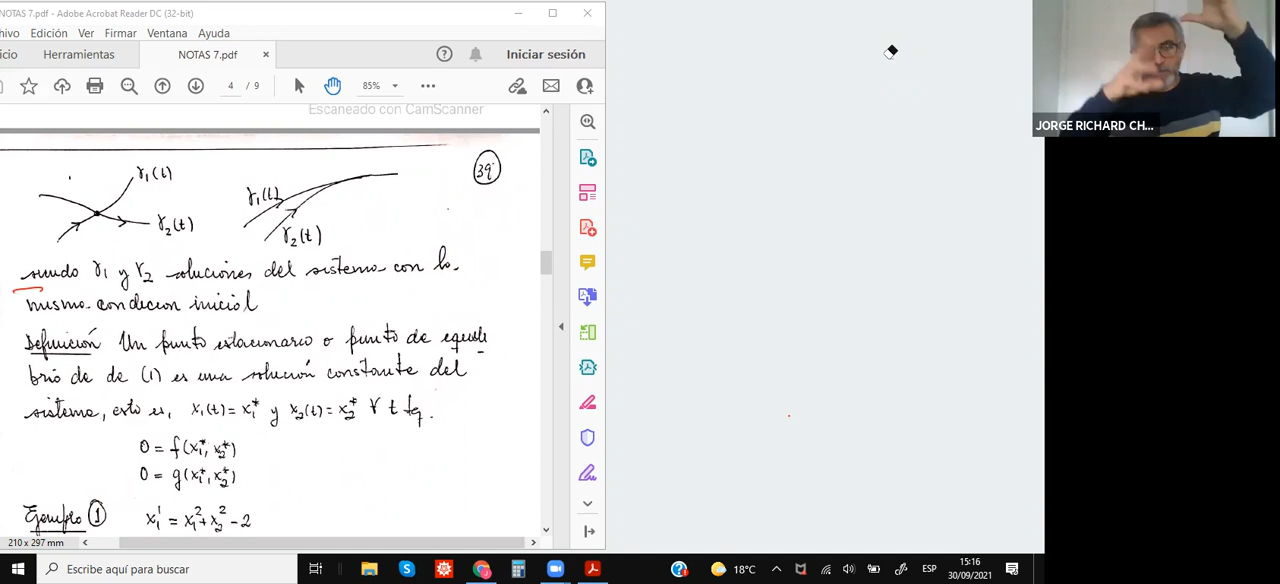 NOTAS 7.pdf - Adobe Acrobat Reader DC (32-bit)
hivo Edición Ver Firmar Ventana Ayuda
icio Herramientas NOTAS 7.pdf × Iniciar sesión
4 / 9 85%
Escaneado con CamScanner
39
γ₁(t)
γ₂(t)
γ₁(t)
γ₂(t)
siendo γ₁ y γ₂ soluciones del sistema con la
misma condicion inicial
Definición Un punto estacionario o punto de equili
brio de de (1) es una solución constante del
sistema, esto es, x₁(t) = x₁* y x₂(t) = x₂* ∀ t tq.
0 = f(x₁*, x₂*)
0 = g(x₁*, x₂*)
Ejemplo ① x₁' = x₁² + x₂² - 2
210 x 297 mm
JORGE RICHARD CH...
Escribe aquí para buscar
18°C ESP 15:16
30/09/2021